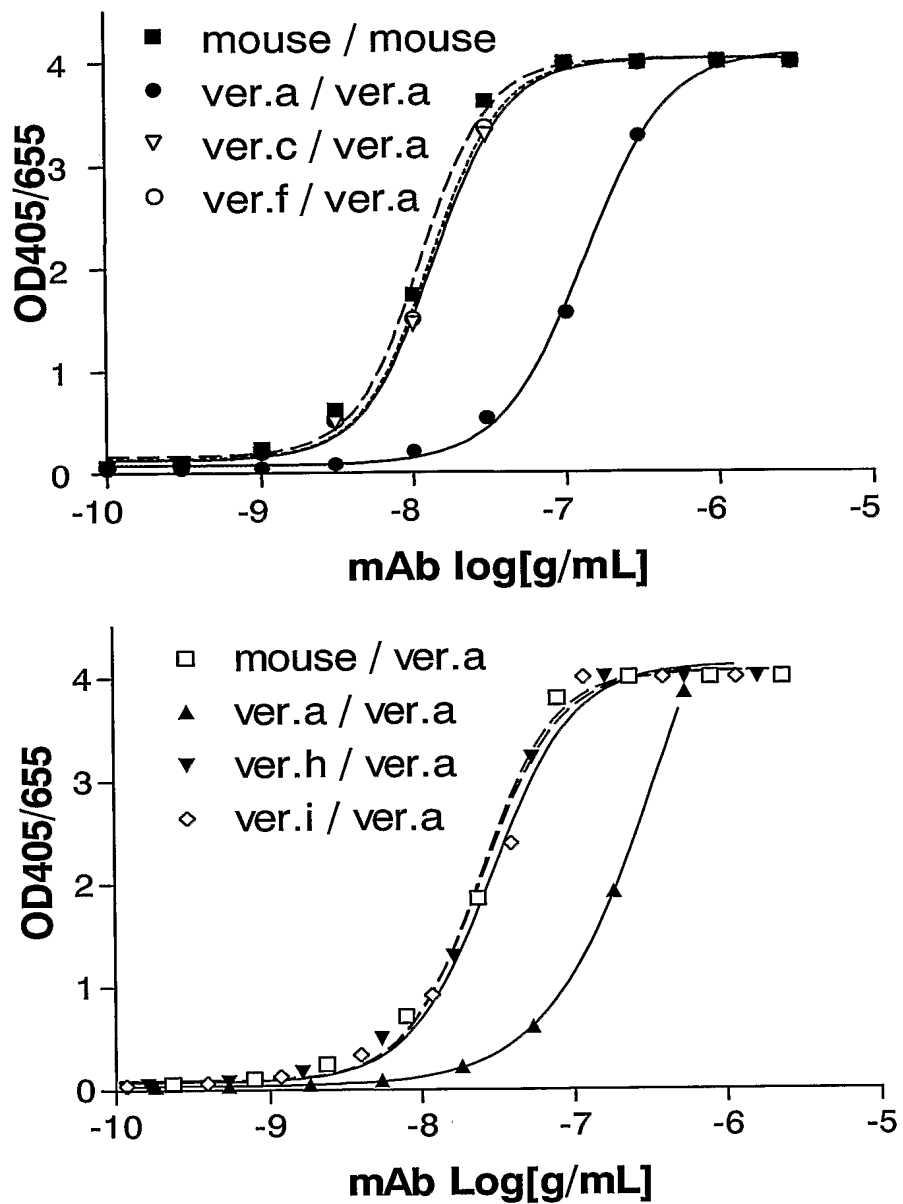 mouse / mouse
ver.a / ver.a
ver.c / ver.a
ver.f / ver.a
OD405/655
4
3
2
1
0
-10
-9
-8
-7
-6
-5
mAb log[g/mL]
mouse / ver.a
ver.a / ver.a
ver.h / ver.a
ver.i / ver.a
OD405/655
4
3
2
1
0
-10
-9
-8
-7
-6
-5
mAb Log[g/mL]